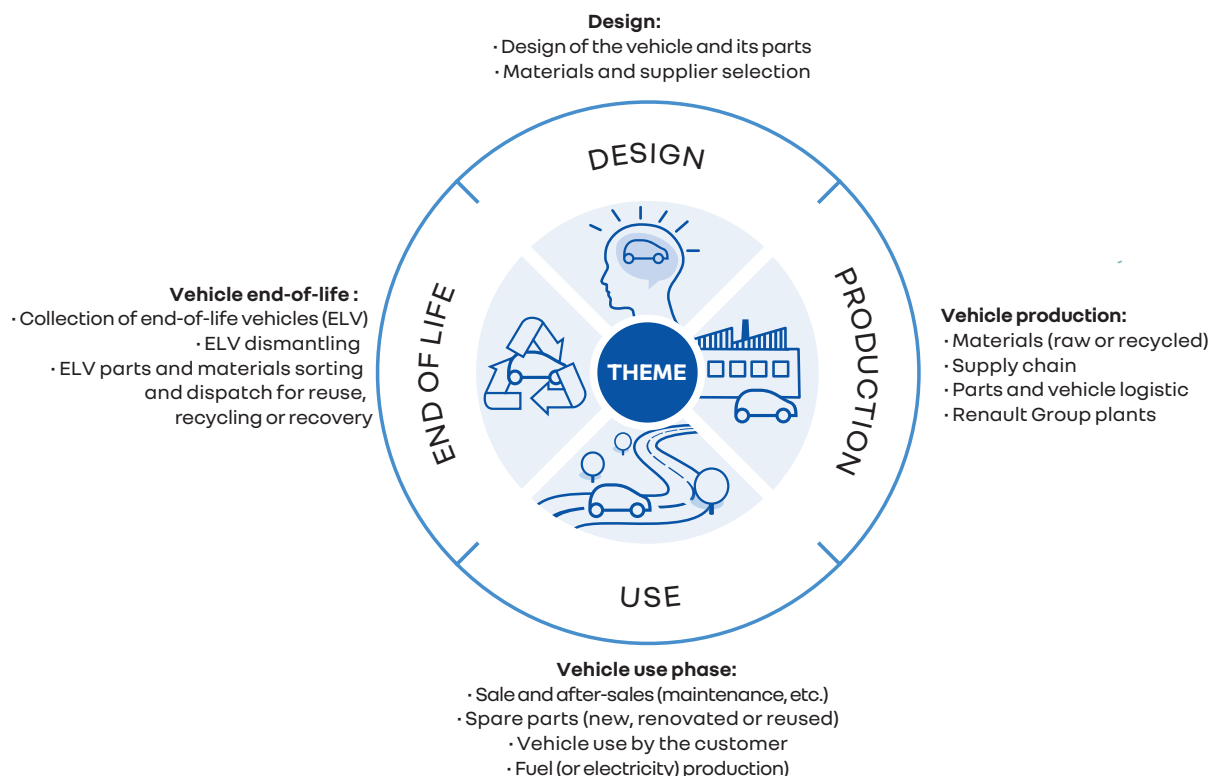 Design:
· Design of the vehicle and its parts
· Materials and supplier selection
DESIGN
PRODUCTION
Vehicle production:
· Materials (raw or recycled)
· Supply chain
· Parts and vehicle logistic
· Renault Group plants
THEME
END OF LIFE
Vehicle end-of-life :
· Collection of end-of-life vehicles (ELV)
· ELV dismantling
· ELV parts and materials sorting
and dispatch for reuse,
recycling or recovery
USE
Vehicle use phase:
· Sale and after-sales (maintenance, etc.)
· Spare parts (new, renovated or reused)
· Vehicle use by the customer
· Fuel (or electricity) production)